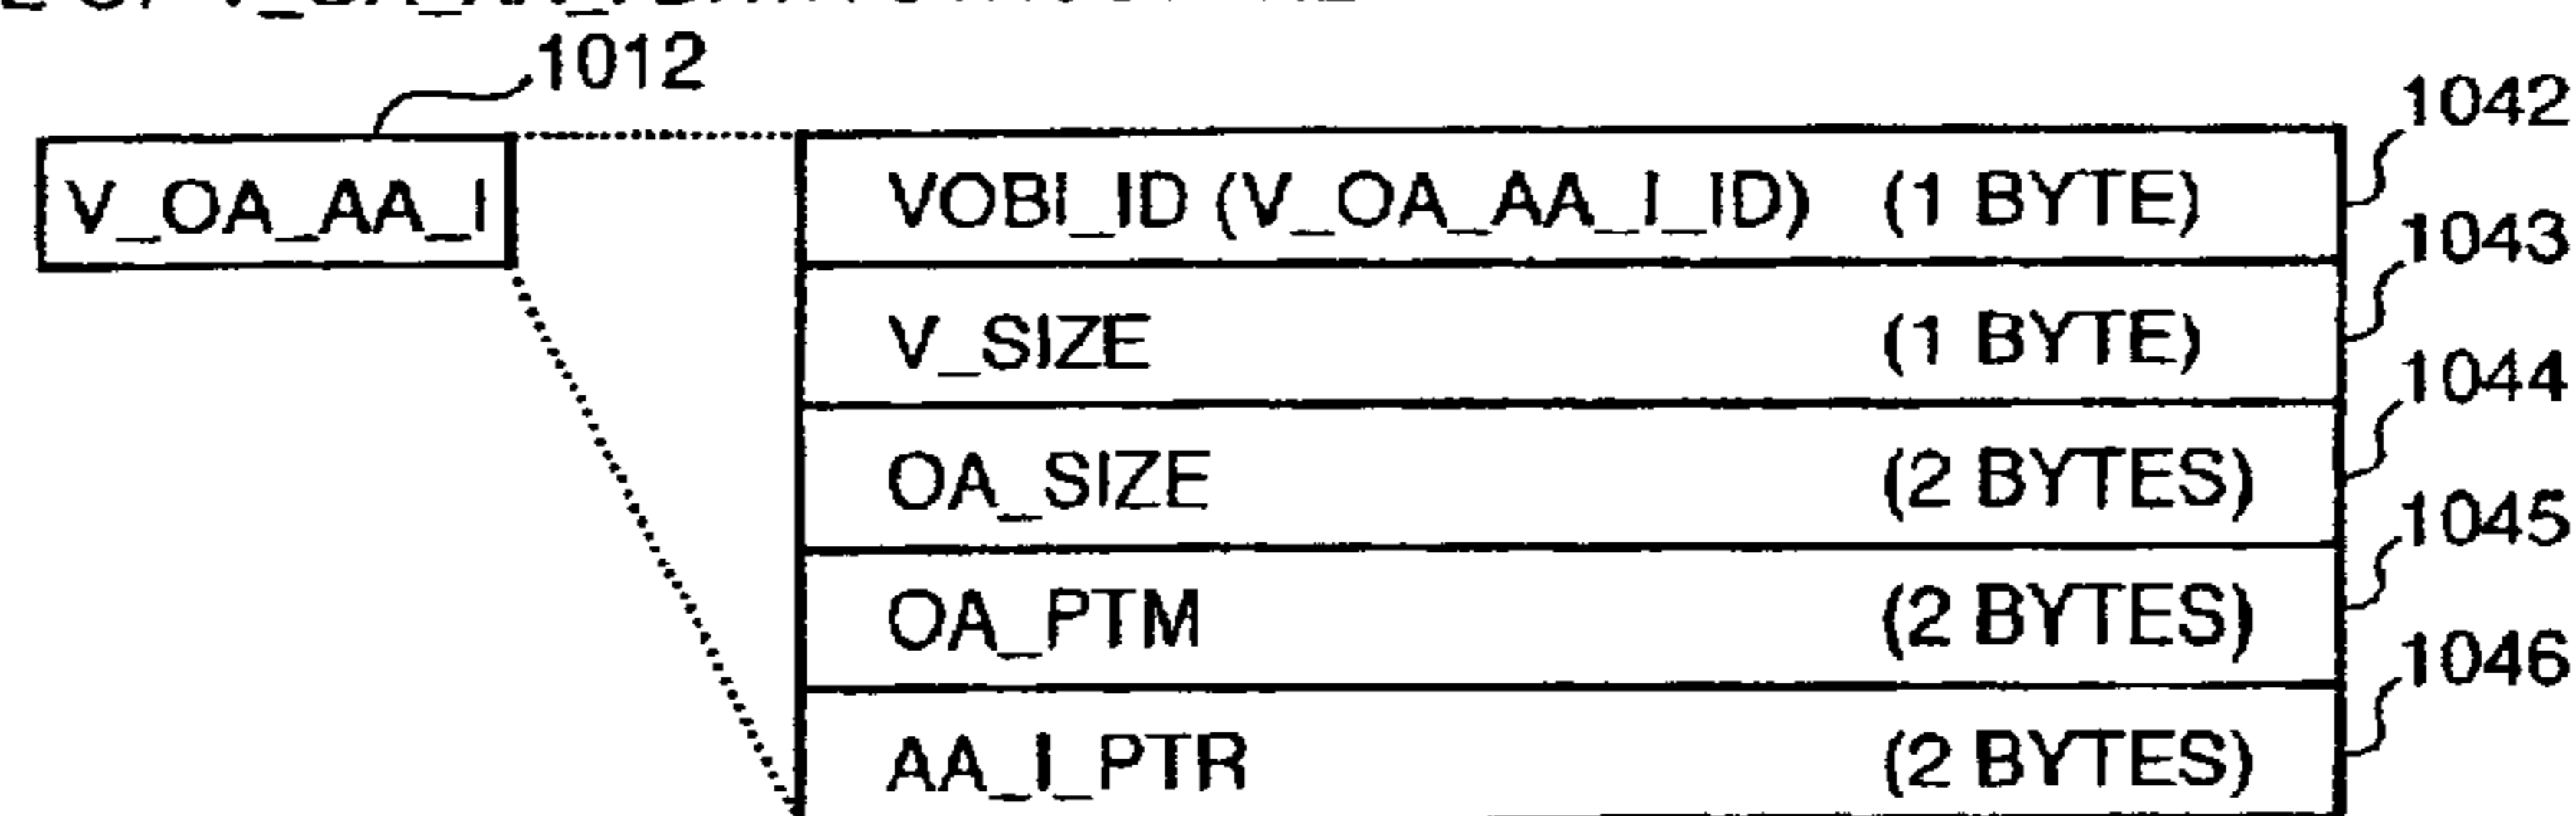 1012
V_OA_AA_I
VOBI_ID (V_OA_AA_I_ID) (1 BYTE) 1042
V_SIZE (1 BYTE) 1043
OA_SIZE (2 BYTES) 1044
OA_PTM (2 BYTES) 1045
AA_I_PTR (2 BYTES) 1046